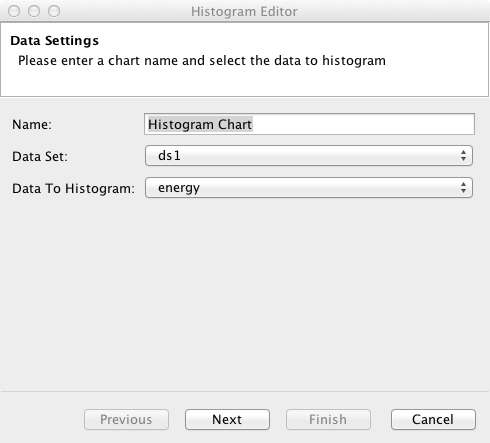 Histogram Editor
Data Settings
Please enter a chart name and select the data to histogram
Name: Histogram Chart
Data Set: ds1
Data To Histogram: energy
Previous Next Finish Cancel